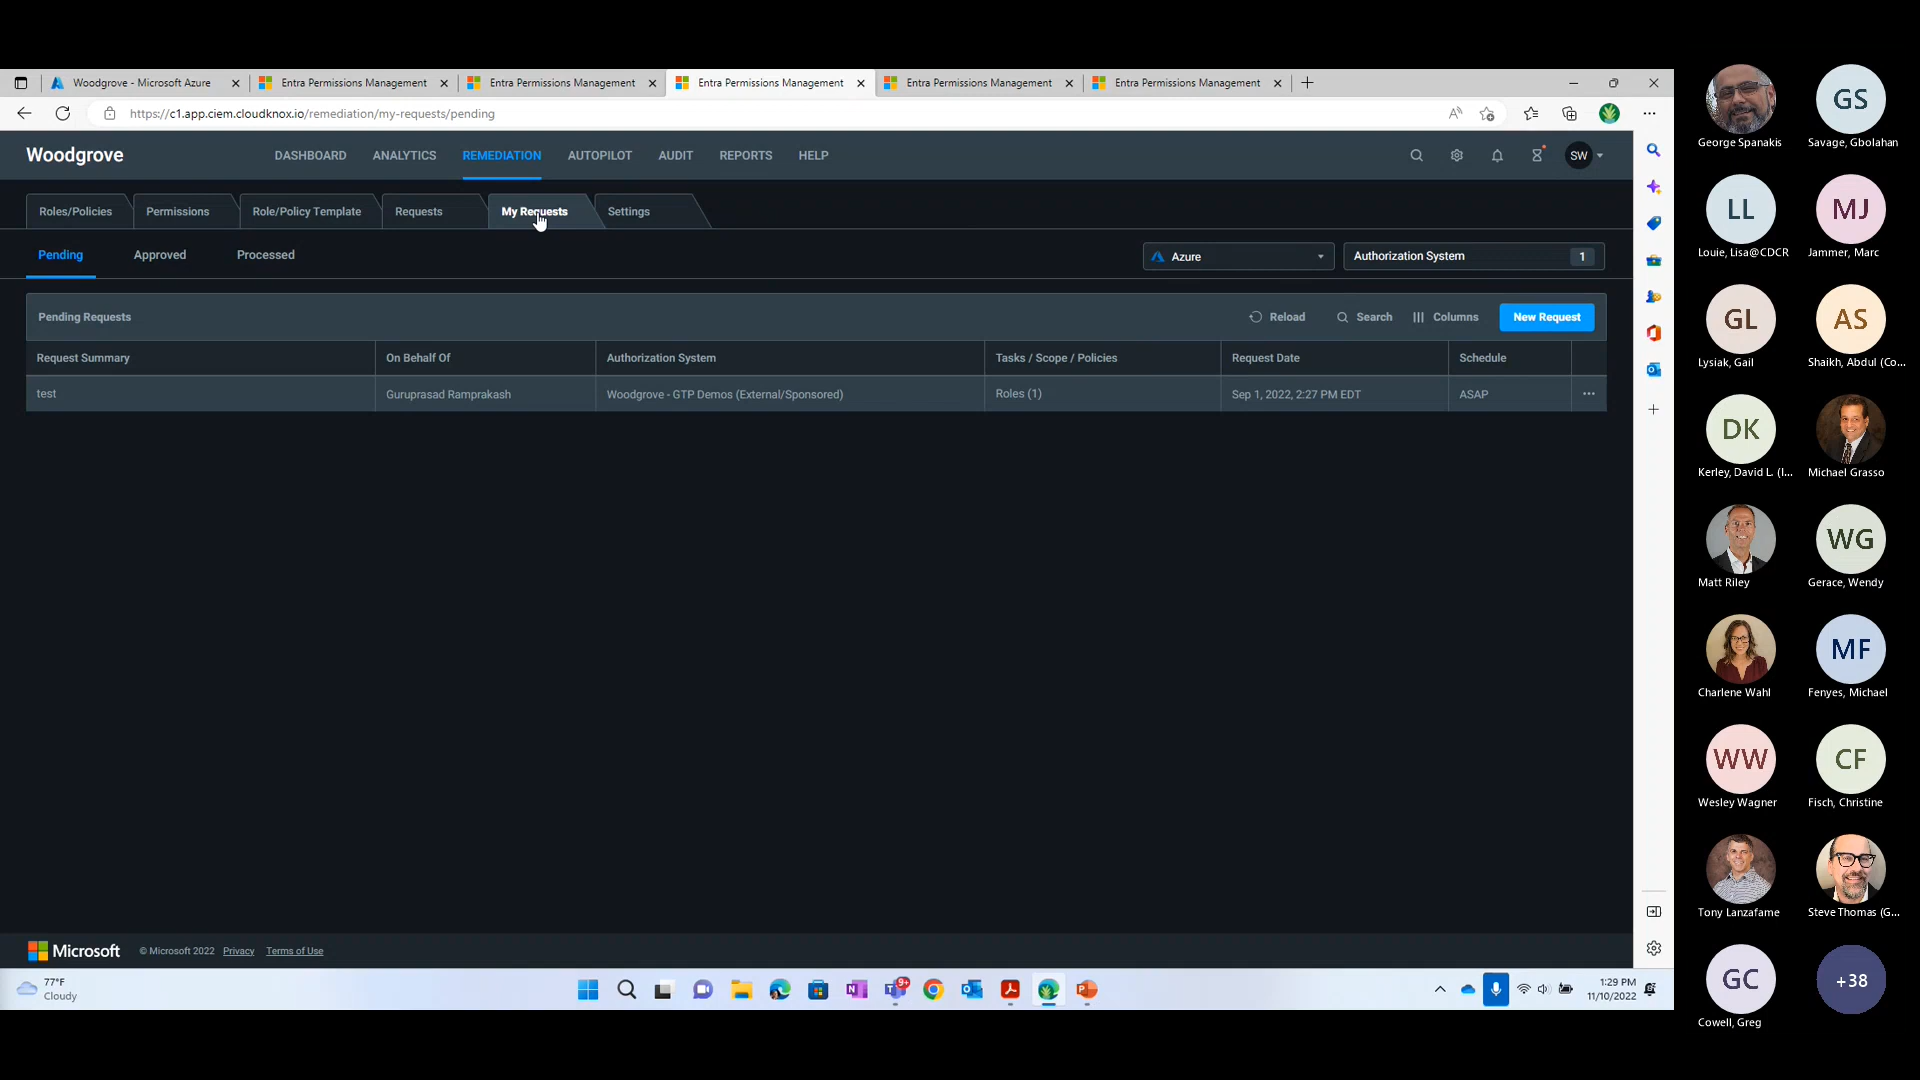 Woodgrove - Microsoft Azure
Entra Permissions Management
Entra Permissions Management
Entra Permissions Management
Entra Permissions Management
Entra Permissions Management
https://c1.app.ciem.cloudknox.io/remediation/my-requests/pending
Woodgrove
DASHBOARD ANALYTICS REMEDIATION AUTOPILOT AUDIT REPORTS HELP
SW
Roles/Policies Permissions Role/Policy Template Requests My Requests Settings
Pending Approved Processed
Azure
Authorization System 1
Pending Requests
Reload Search Columns New Request
Request Summary On Behalf Of Authorization System Tasks / Scope / Policies Request Date Schedule
test Guruprasad Ramprakash Woodgrove - GTP Demos (External/Sponsored) Roles (1) Sep 1, 2022, 2:27 PM EDT ASAP
Microsoft © Microsoft 2022 Privacy Terms of Use
77°F
Cloudy
9+
1:29 PM
11/10/2022
GS
George Spanakis Savage, Gbolahan
LL MJ
Louie, Lisa@CDCR Jammer, Marc
GL AS
Lysiak, Gail Shaikh, Abdul (Co...
DK
Kerley, David L. (I... Michael Grasso
WG
Matt Riley Gerace, Wendy
MF
Charlene Wahl Fenyes, Michael
WW CF
Wesley Wagner Fisch, Christine
Tony Lanzafame Steve Thomas (G...
GC +38
Cowell, Greg